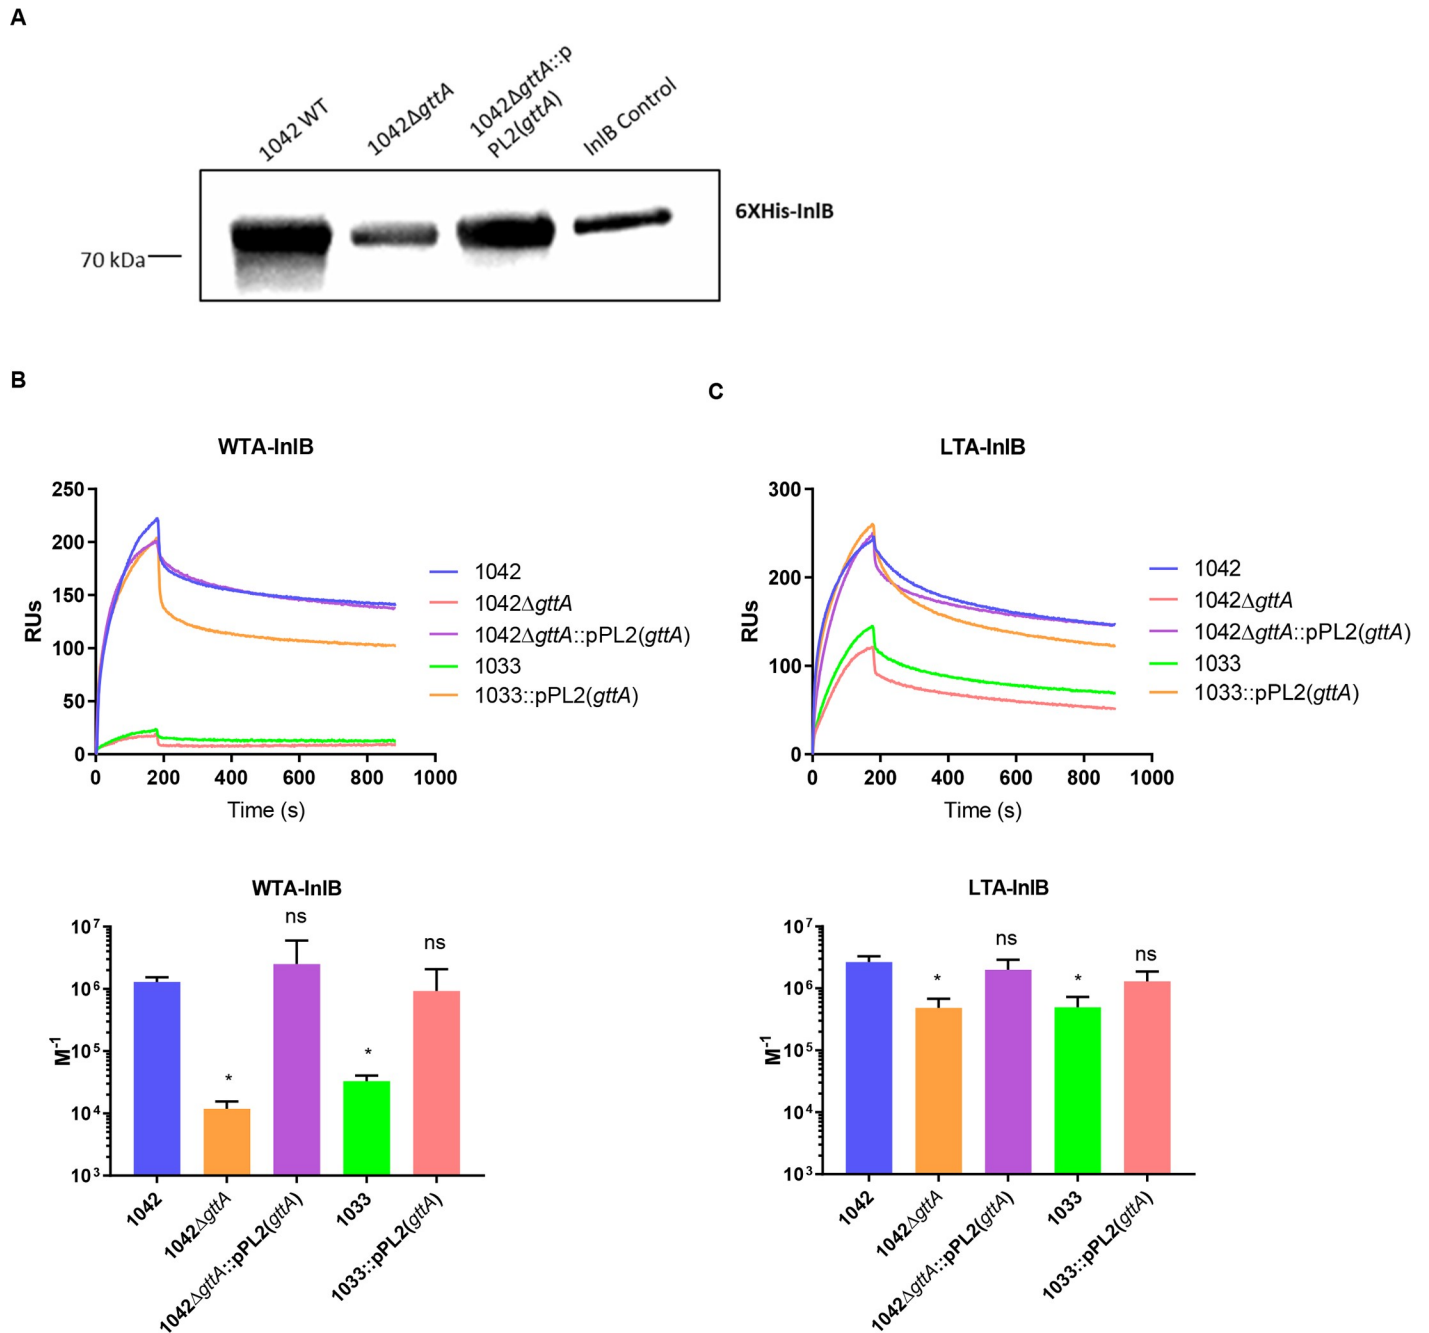 A
1042 WT
1042ΔgttA
1042ΔgttA::p
PL2(gttA)
InlB Control
6XHis-InlB
70 kDa
B
WTA-InlB
250
200
150
100
50
0
RUs
0 200 400 600 800 1000
Time (s)
1042
1042ΔgttA
1042ΔgttA::pPL2(gttA)
1033
1033::pPL2(gttA)
C
LTA-InlB
300
200
100
0
RUs
0 200 400 600 800 1000
Time (s)
1042
1042ΔgttA
1042ΔgttA::pPL2(gttA)
1033
1033::pPL2(gttA)
WTA-InlB
10⁷
10⁶
10⁵
10⁴
10³
M⁻¹
* ns * ns
1042
1042ΔgttA
1042ΔgttA::pPL2(gttA)
1033
1033::pPL2(gttA)
LTA-InlB
10⁷
10⁶
10⁵
10⁴
10³
M⁻¹
* ns * ns
1042
1042ΔgttA
1042ΔgttA::pPL2(gttA)
1033
1033::pPL2(gttA)